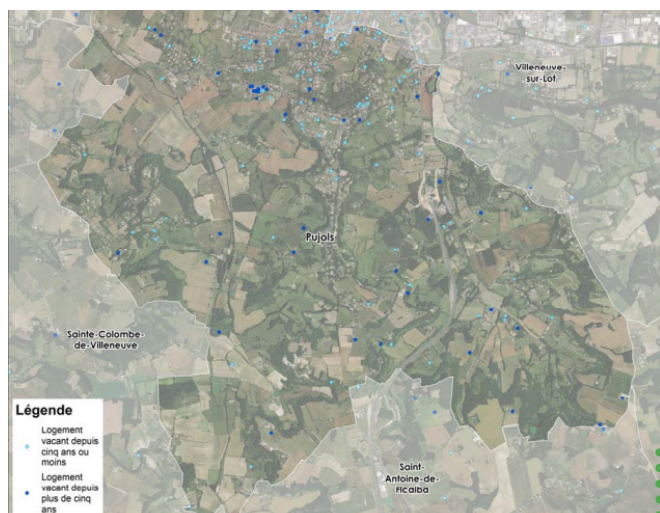 Villeneuve-
sur-Lot
Pujols
Sainte-Colombe-
de-Villeneuve
Saint-
Antoine-de-
Ficalba
Légende
Logement
vacant depuis
cinq ans ou
moins
Logement
vacant depuis
plus de cinq
ans